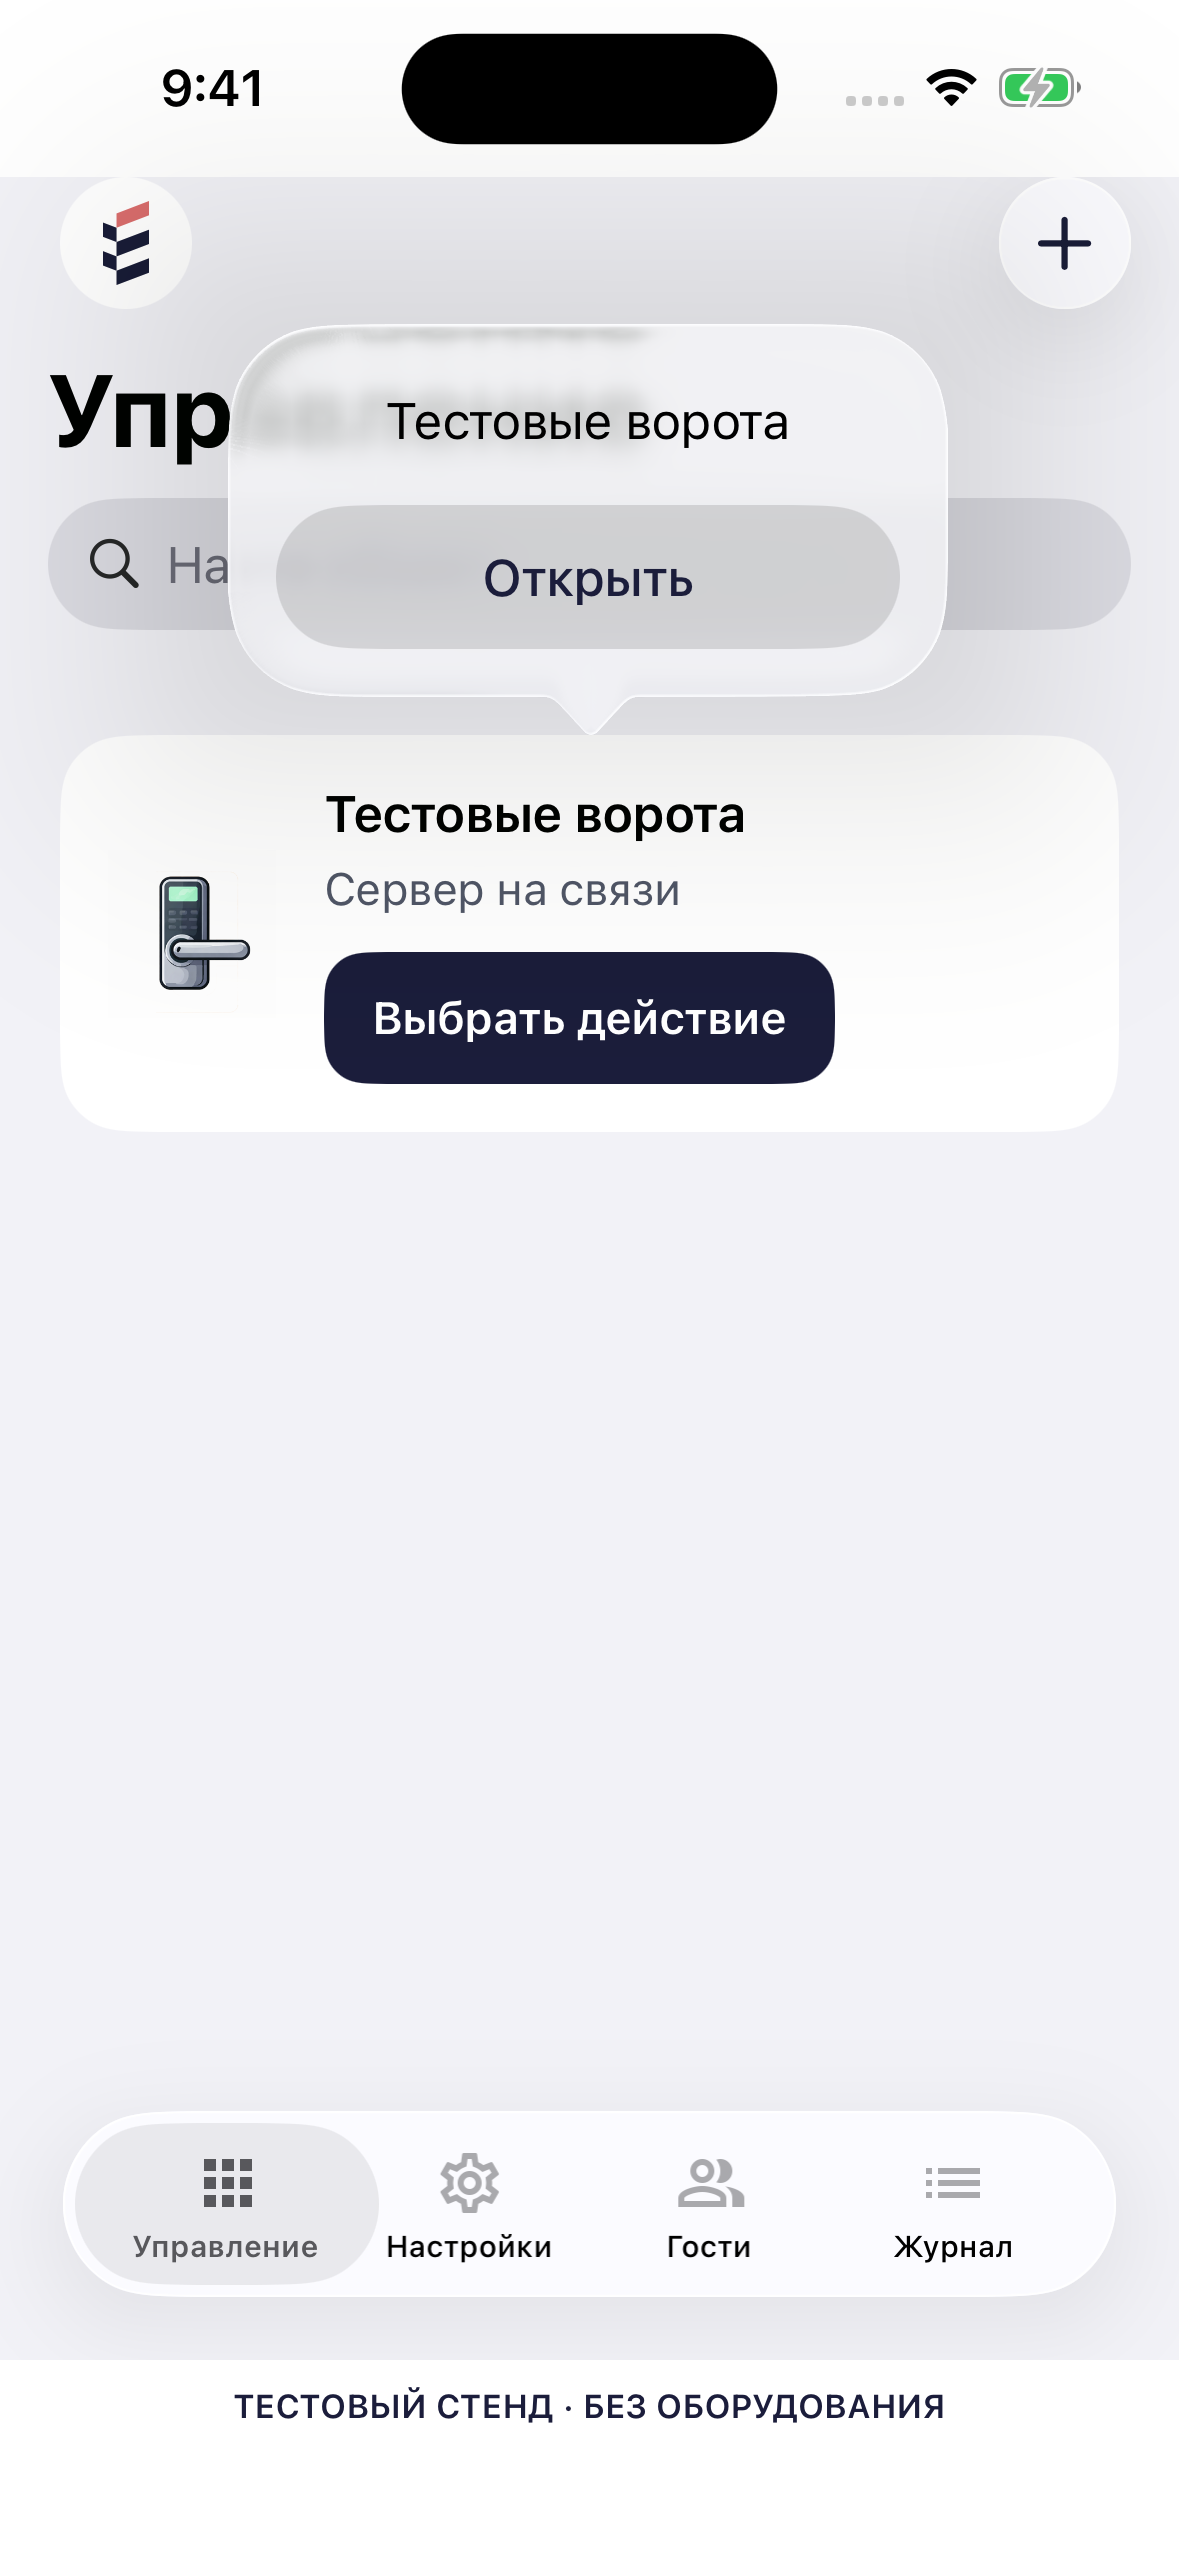 9:41
Упр
Тестовые ворота
На
Открыть
Тестовые ворота
Сервер на связи
Выбрать действие
Управление
Настройки
Гости
Журнал
ТЕСТОВЫЙ СТЕНД · БЕЗ ОБОРУДОВАНИЯ